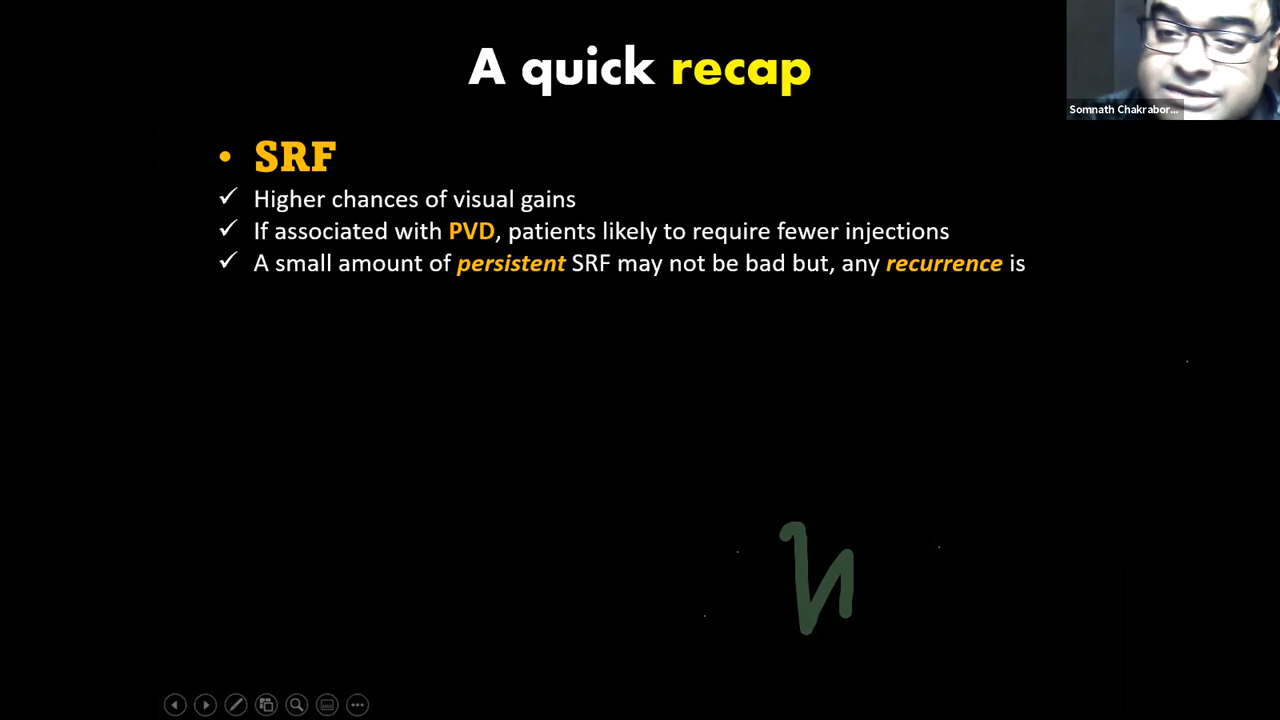 A quick recap
Somnath Chakrabor...
• SRF
✓ Higher chances of visual gains
✓ If associated with PVD, patients likely to require fewer injections
✓ A small amount of persistent SRF may not be bad but, any recurrence is